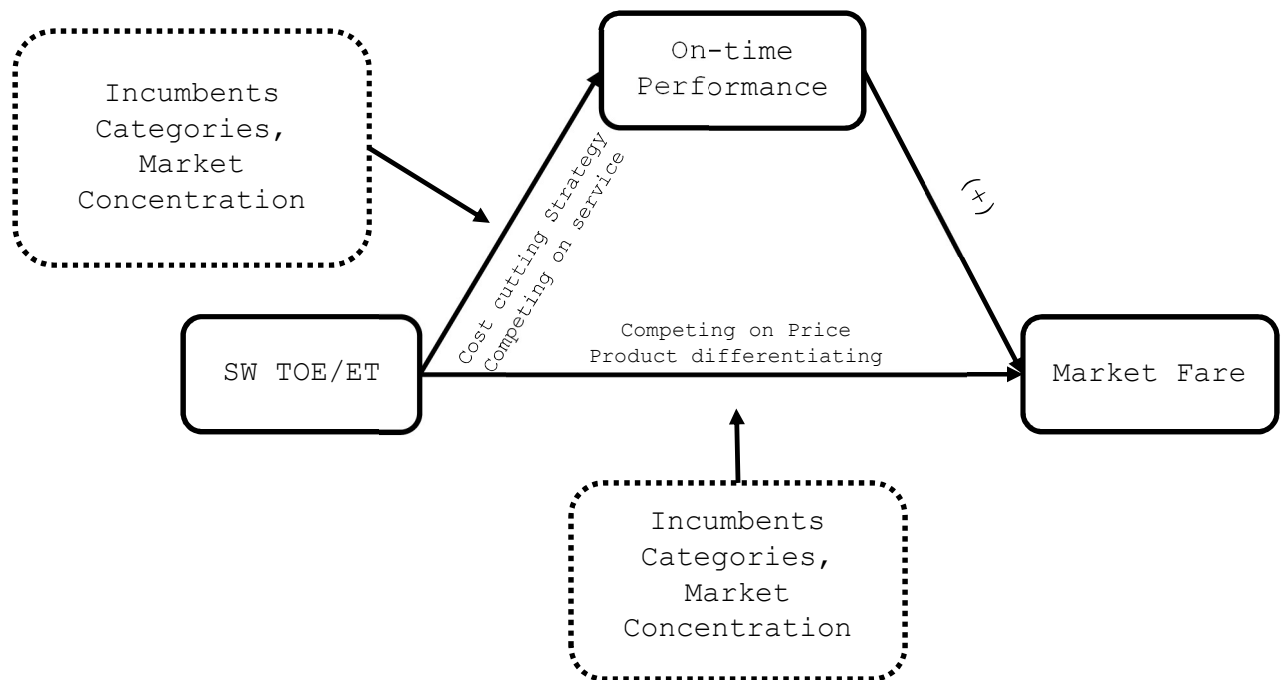 On-time
Performance
Incumbents
Categories,
Market
Concentration
Cost cutting Strategy
Competing on service
(+)
SW TOE/ET
Competing on Price
Product differentiating
Market Fare
Incumbents
Categories,
Market
Concentration